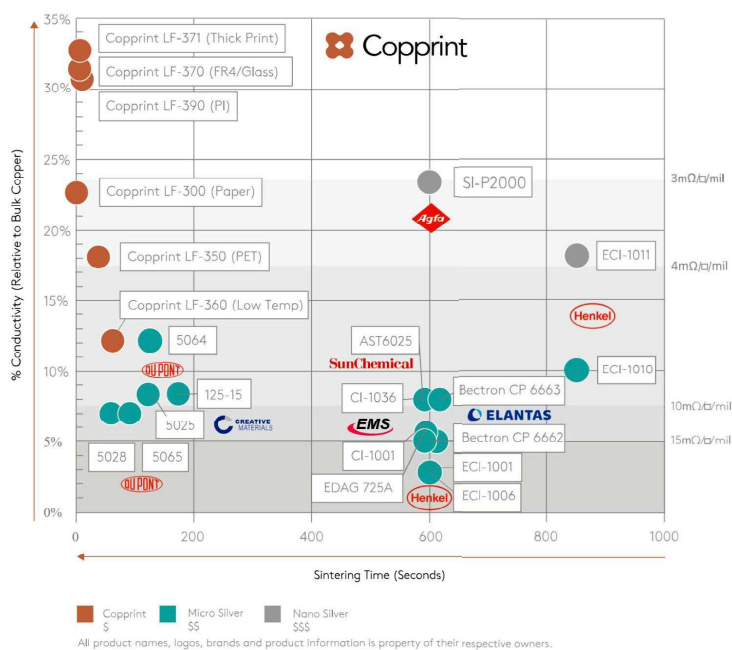 35%
30%
25%
20%
15%
10%
5%
0%
% Conductivity (Relative to Bulk Copper)
Copprint
Copprint LF-371 (Thick Print)
Copprint LF-370 (FR4/Glass)
Copprint LF-390 (PI)
Copprint LF-300 (Paper)
Copprint LF-350 (PET)
Copprint LF-360 (Low Temp)
5064
DU PONT
125-15
5025
CREATIVE
MATERIALS
5028
5065
DU PONT
SI-P2000
Agfa
ECI-1011
Henkel
AST6025
SunChemical
ECI-1010
CI-1036
Bectron CP 6663
EMS
ELANTAS
Bectron CP 6662
CI-1001
ECI-1001
EDAG 725A
Henkel
ECI-1006
3mΩ/□/mil
4mΩ/□/mil
10mΩ/□/mil
15mΩ/□/mil
0 200 400 600 800 1000
Sintering Time (Seconds)
Copprint
$
Micro Silver
$$
Nano Silver
$$$
All product names, logos, brands and product information is property of their respective owners.